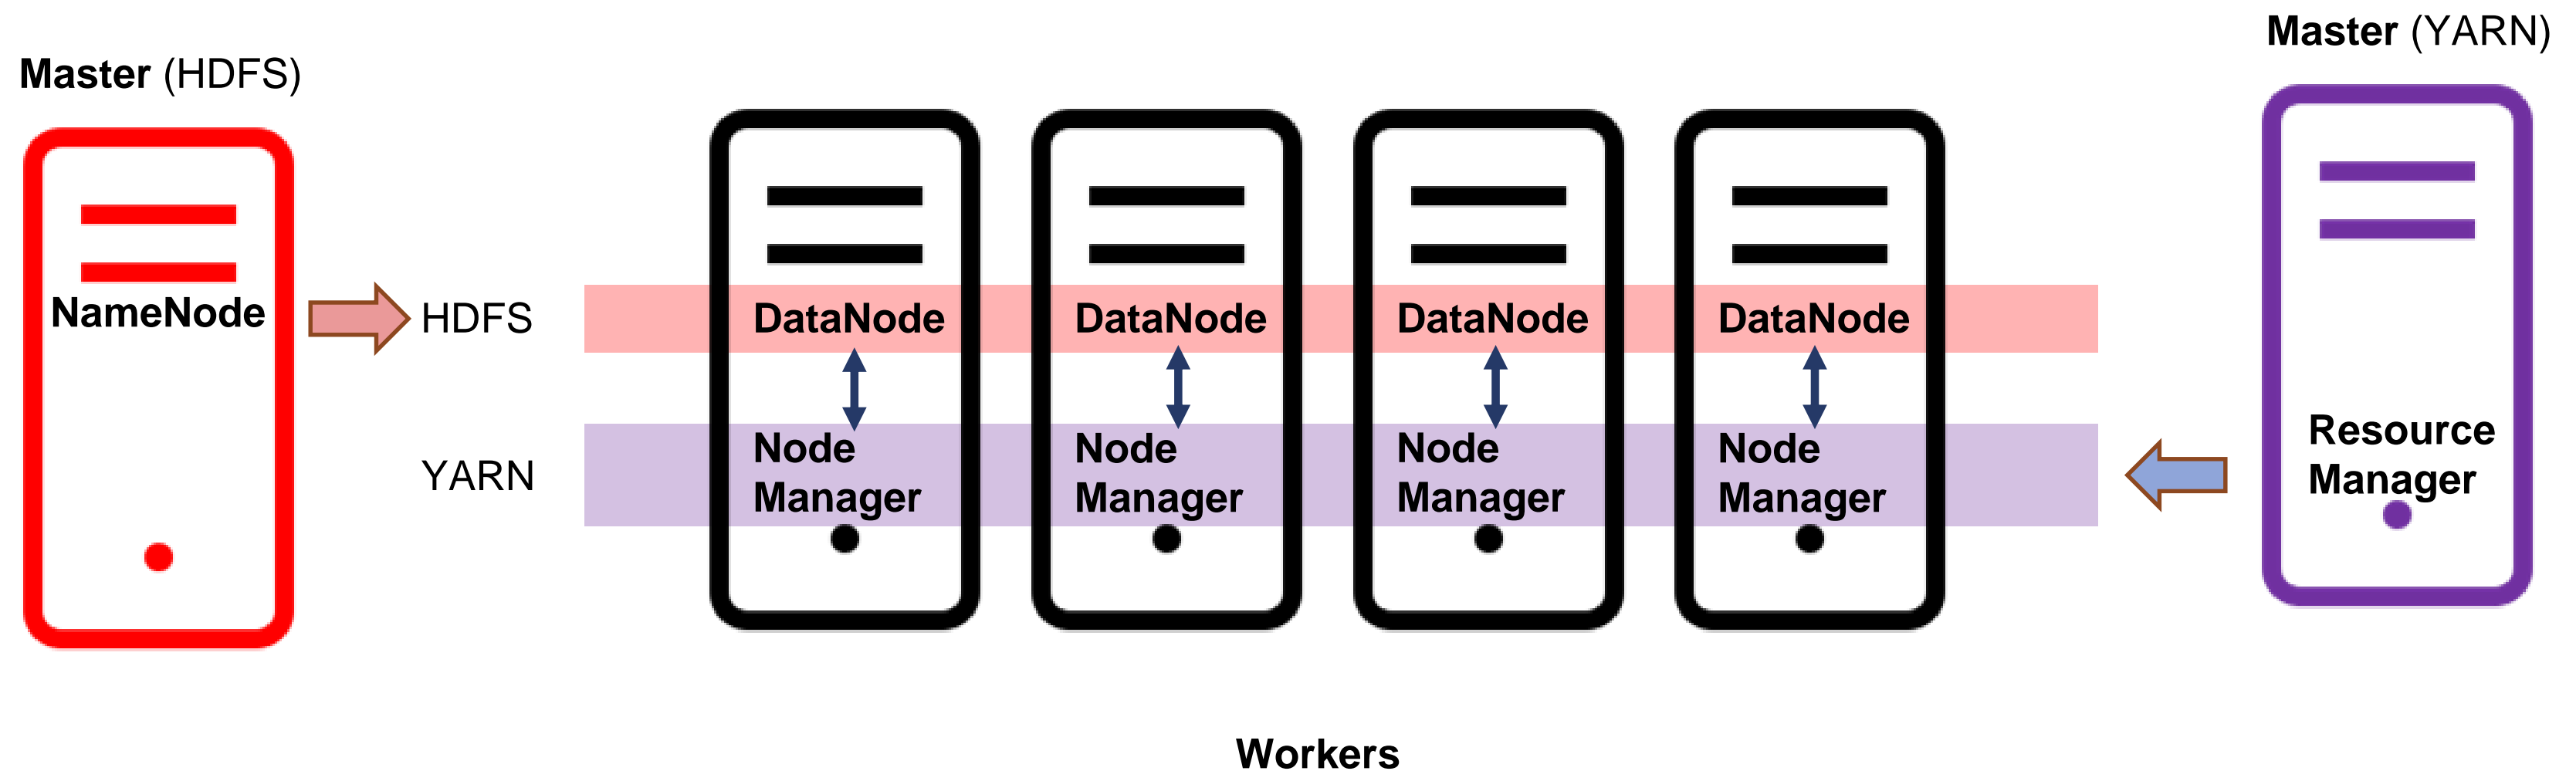 Master (HDFS)
Master (YARN)
NameNode
HDFS
DataNode
DataNode
DataNode
DataNode
YARN
Node
Manager
Node
Manager
Node
Manager
Node
Manager
Resource
Manager
Workers